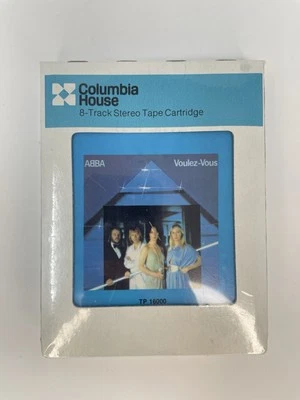 Columbia
House
8-Track Stereo Tape Cartridge
ABBA Voulez-Vous
TP 16000